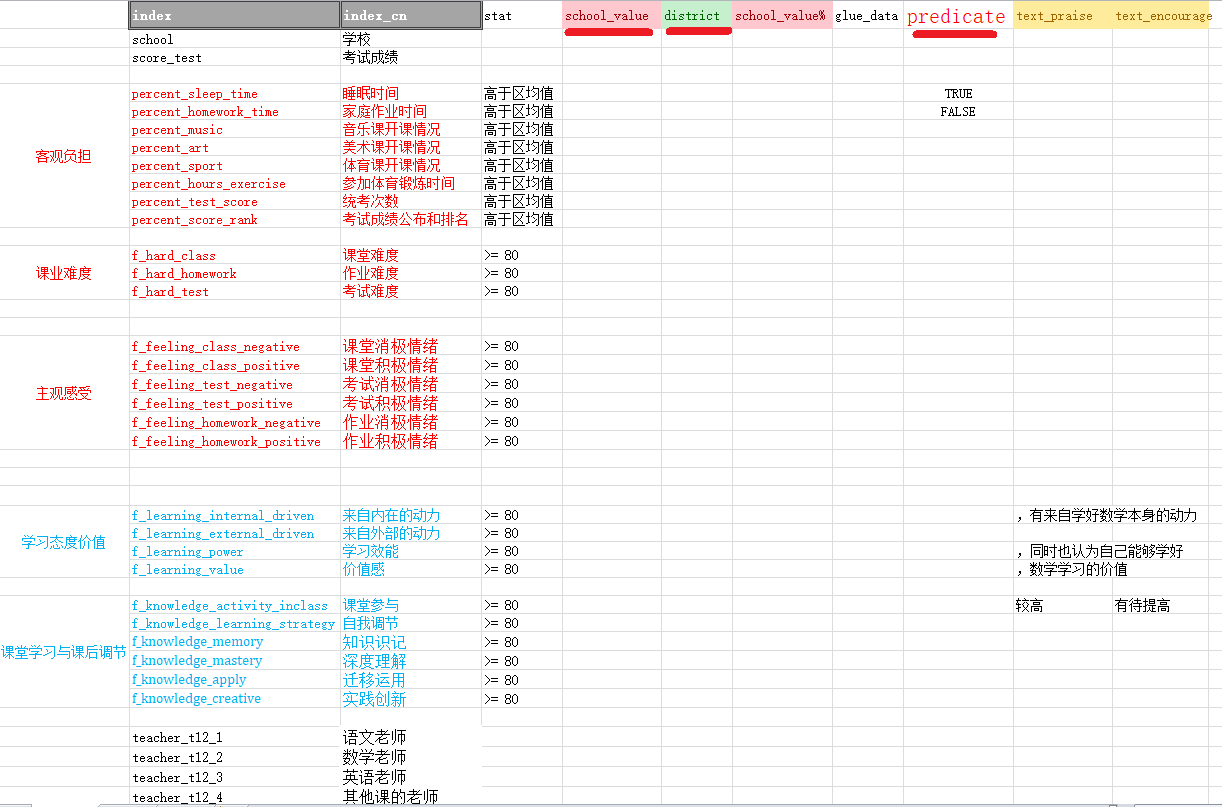 index index_cn stat school_value district school_value% glue_data predicate text_praise text_encourage
school 学校
score_test 考试成绩
percent_sleep_time 睡眠时间 高于区均值 TRUE
percent_homework_time 家庭作业时间 高于区均值 FALSE
percent_music 音乐课开课情况 高于区均值
percent_art 美术课开课情况 高于区均值
客观负担
percent_sport 体育课开课情况 高于区均值
percent_hours_exercise 参加体育锻炼时间 高于区均值
percent_test_score 统考次数 高于区均值
percent_score_rank 考试成绩公布和排名 高于区均值
f_hard_class 课堂难度 >= 80
课业难度 f_hard_homework 作业难度 >= 80
f_hard_test 考试难度 >= 80
f_feeling_class_negative 课堂消极情绪 >= 80
f_feeling_class_positive 课堂积极情绪 >= 80
f_feeling_test_negative 考试消极情绪 >= 80
主观感受
f_feeling_test_positive 考试积极情绪 >= 80
f_feeling_homework_negative 作业消极情绪 >= 80
f_feeling_homework_positive 作业积极情绪 >= 80
f_learning_internal_driven 来自内在的动力 >= 80 ，有来自学好数学本身的动力
f_learning_external_driven 来自外部的动力 >= 80
学习态度价值
f_learning_power 学习效能 >= 80 ，同时也认为自己能够学好
f_learning_value 价值感 >= 80 ，数学学习的价值
f_knowledge_activity_inclass 课堂参与 >= 80 较高 有待提高
f_knowledge_learning_strategy 自我调节 >= 80
f_knowledge_memory 知识识记 >= 80
课堂学习与课后调节
f_knowledge_mastery 深度理解 >= 80
f_knowledge_apply 迁移运用 >= 80
f_knowledge_creative 实践创新 >= 80
teacher_t12_1 语文老师
teacher_t12_2 数学老师
teacher_t12_3 英语老师
teacher_t12_4 其他课的老师